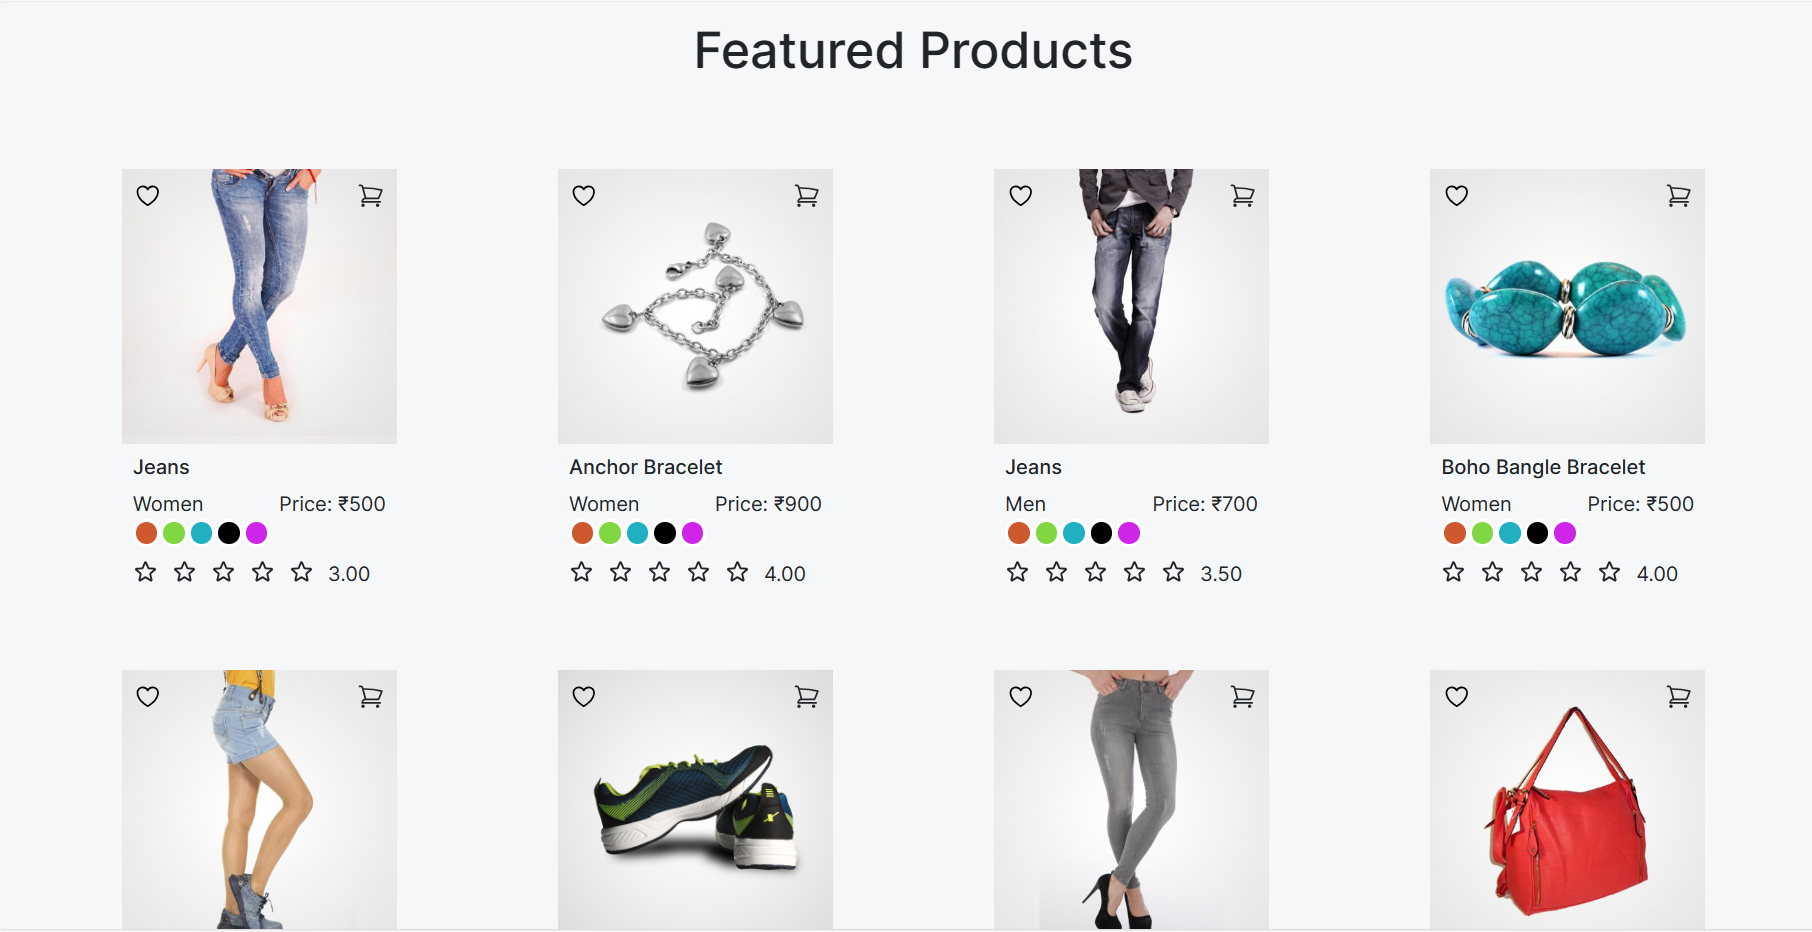 Featured Products
Jeans
Women Price: ₹500
3.00
Anchor Bracelet
Women Price: ₹900
4.00
Jeans
Men Price: ₹700
3.50
Boho Bangle Bracelet
Women Price: ₹500
4.00